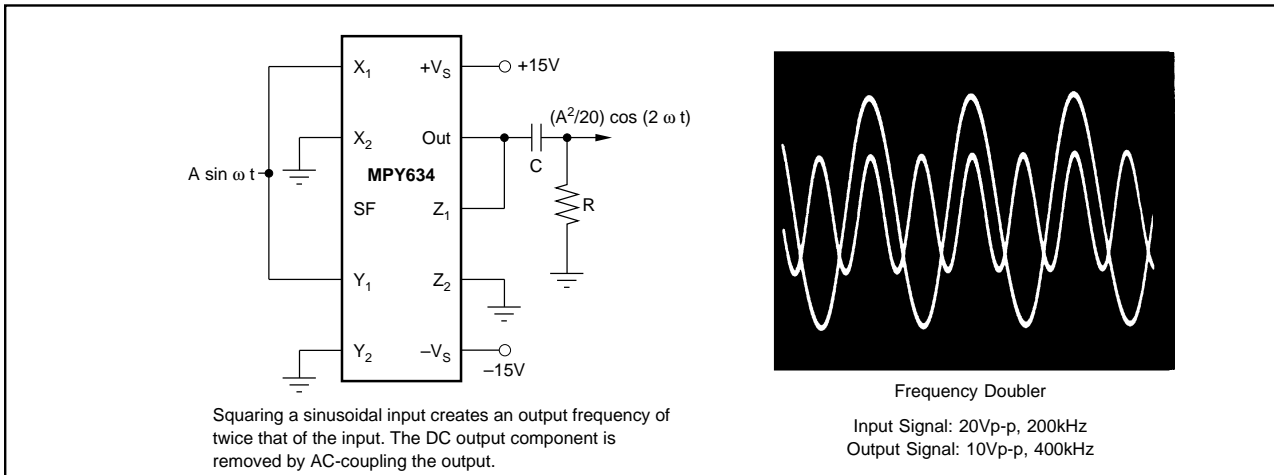 X1
+VS
+15V
(A²/20) cos (2 ω t)
X2
Out
C
A sin ω t
MPY634
SF
Z1
R
Y1
Z2
Y2
–VS
–15V
Squaring a sinusoidal input creates an output frequency of
twice that of the input. The DC output component is
removed by AC-coupling the output.
Frequency Doubler
Input Signal: 20Vp-p, 200kHz
Output Signal: 10Vp-p, 400kHz